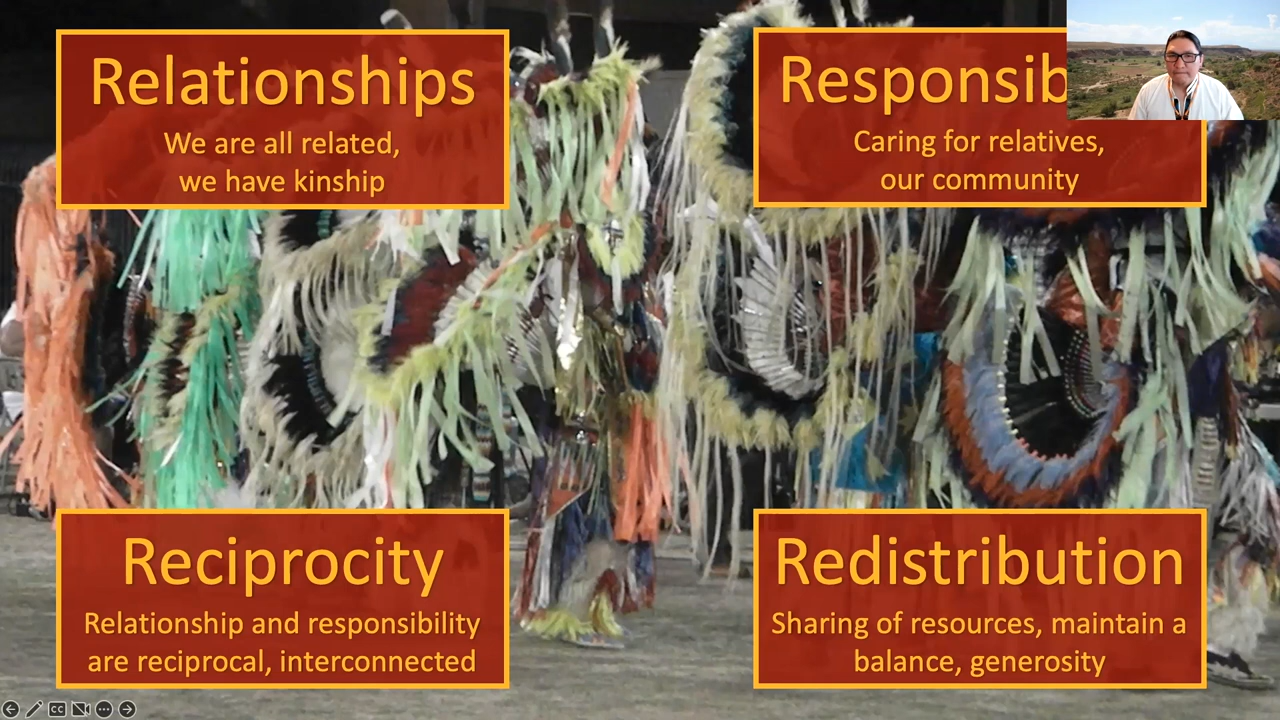 Relationships
We are all related,
we have kinship
Responsib
Caring for relatives,
our community
Reciprocity
Relationship and responsibility
are reciprocal, interconnected
Redistribution
Sharing of resources, maintain a
balance, generosity
CC